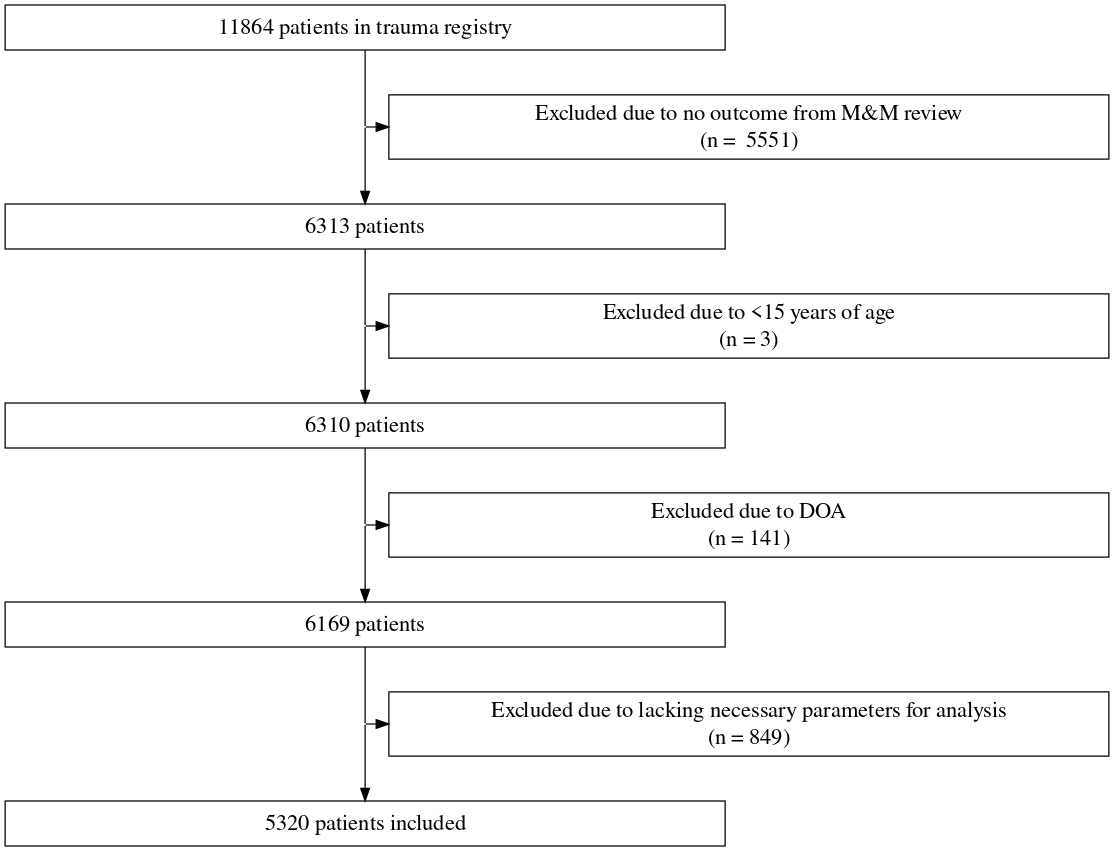 11864 patients in trauma registry
Excluded due to no outcome from M&M review
(n =  5551)
6313 patients
Excluded due to <15 years of age
(n = 3)
6310 patients
Excluded due to DOA
(n = 141)
6169 patients
Excluded due to lacking necessary parameters for analysis
(n = 849)
5320 patients included